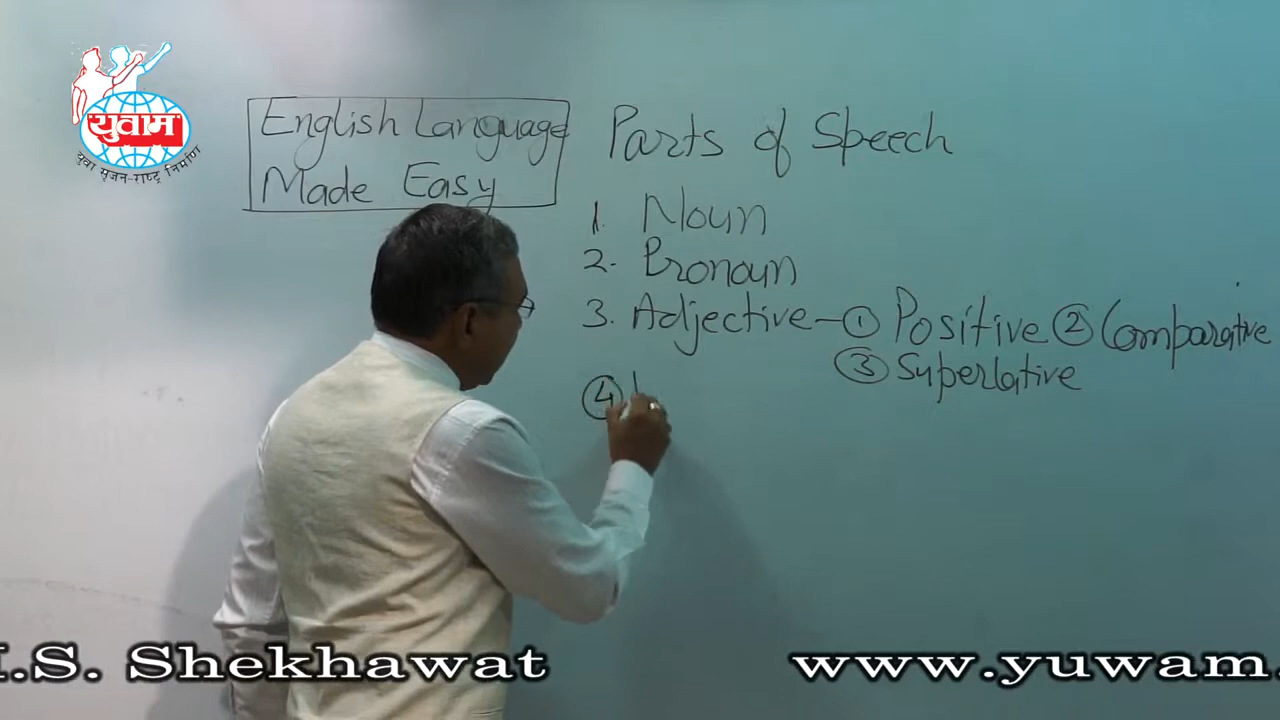 युवाम
युवा सृजन-राष्ट्र निर्माण
English Language
Made Easy
Parts of Speech
1. Noun
2. Pronoun
3. Adjective - ① Positive ② Comparative
③ Superlative
④
.S. Shekhawat
www.yuwam.